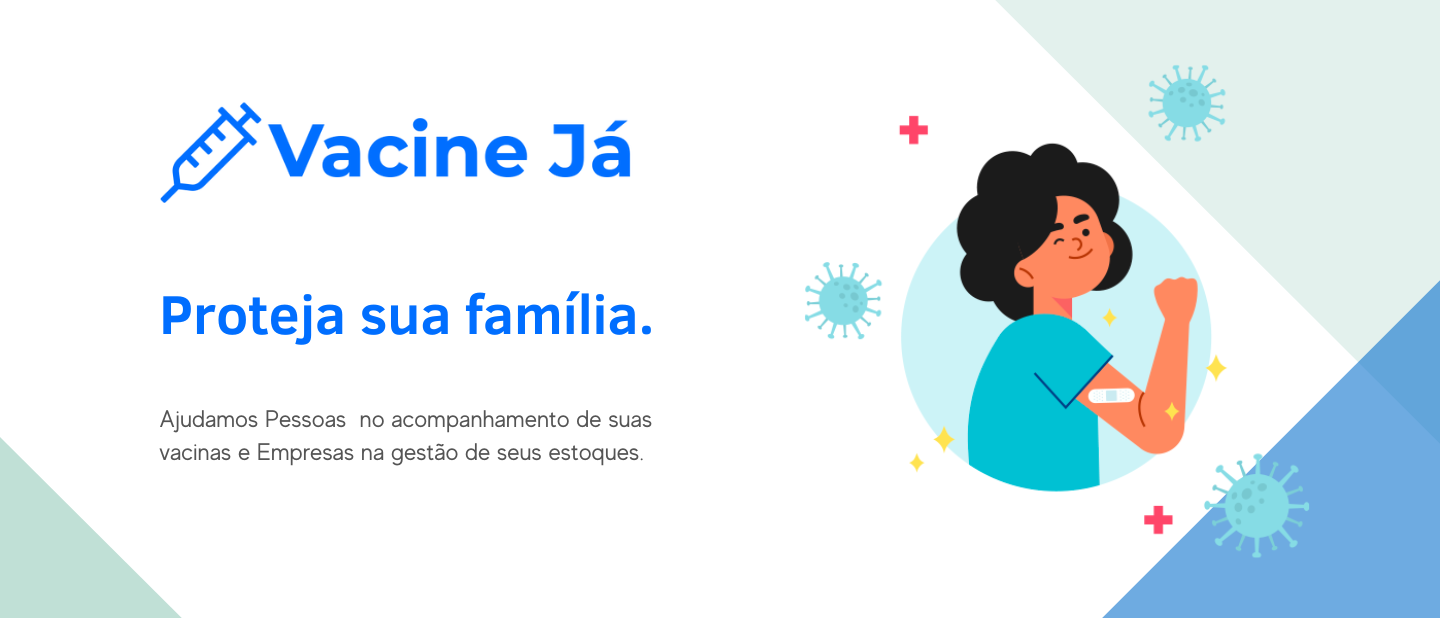 Vacine Já
Proteja sua família.
Ajudamos Pessoas  no acompanhamento de suas
vacinas e Empresas na gestão de seus estoques.